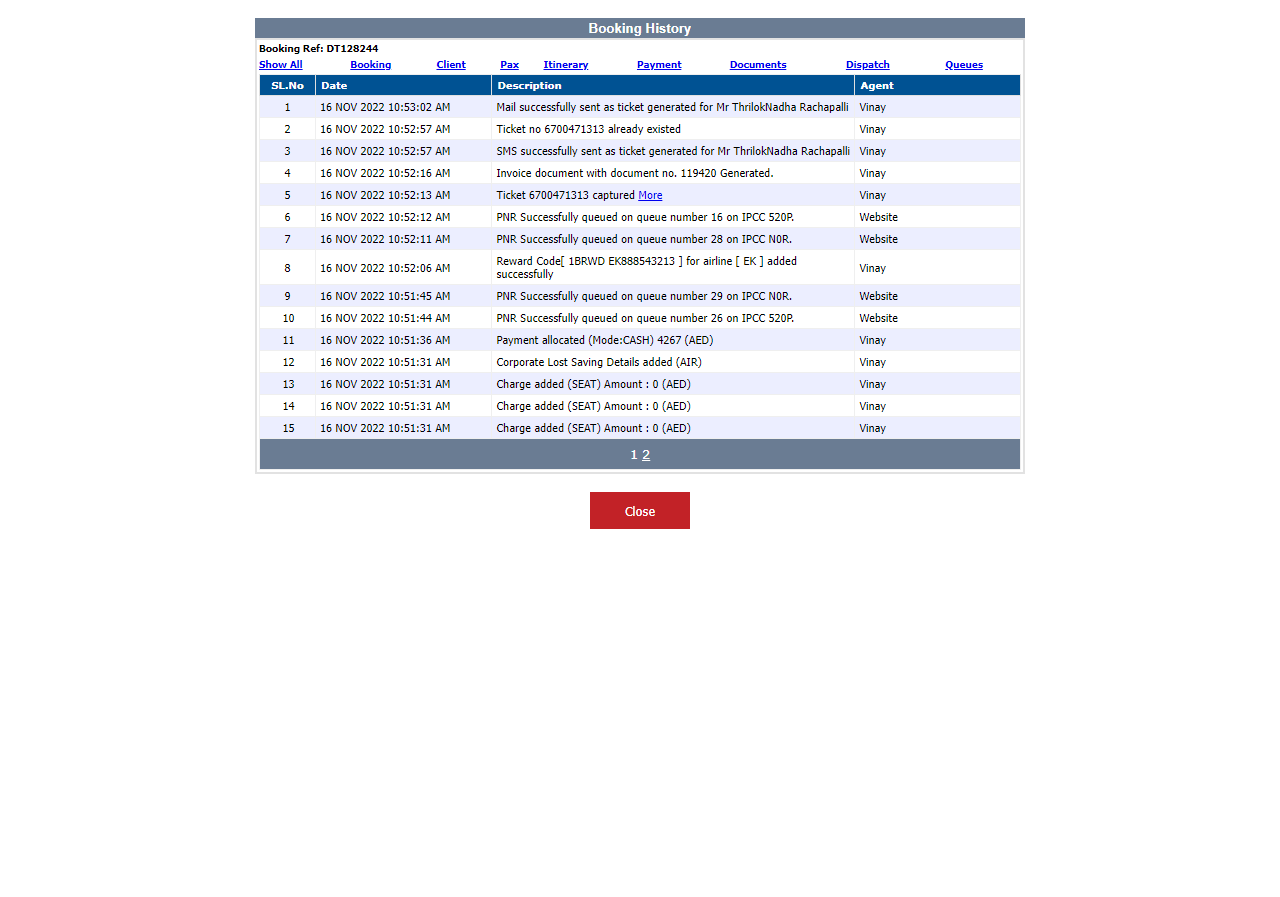 Booking History
Booking Ref: DT128244
Show All Booking Client Pax Itinerary Payment Documents Dispatch Queues
SL.No Date Description Agent
1 16 NOV 2022 10:53:02 AM Mail successfully sent as ticket generated for Mr ThrilokNadha Rachapalli Vinay
2 16 NOV 2022 10:52:57 AM Ticket no 6700471313 already existed Vinay
3 16 NOV 2022 10:52:57 AM SMS successfully sent as ticket generated for Mr ThrilokNadha Rachapalli Vinay
4 16 NOV 2022 10:52:16 AM Invoice document with document no. 119420 Generated. Vinay
5 16 NOV 2022 10:52:13 AM Ticket 6700471313 captured More Vinay
6 16 NOV 2022 10:52:12 AM PNR Successfully queued on queue number 16 on IPCC 520P. Website
7 16 NOV 2022 10:52:11 AM PNR Successfully queued on queue number 28 on IPCC N0R. Website
8 16 NOV 2022 10:52:06 AM Reward Code[ 1BRWD EK888543213 ] for airline [ EK ] added
successfully Vinay
9 16 NOV 2022 10:51:45 AM PNR Successfully queued on queue number 29 on IPCC N0R. Website
10 16 NOV 2022 10:51:44 AM PNR Successfully queued on queue number 26 on IPCC 520P. Website
11 16 NOV 2022 10:51:36 AM Payment allocated (Mode:CASH) 4267 (AED) Vinay
12 16 NOV 2022 10:51:31 AM Corporate Lost Saving Details added (AIR) Vinay
13 16 NOV 2022 10:51:31 AM Charge added (SEAT) Amount : 0 (AED) Vinay
14 16 NOV 2022 10:51:31 AM Charge added (SEAT) Amount : 0 (AED) Vinay
15 16 NOV 2022 10:51:31 AM Charge added (SEAT) Amount : 0 (AED) Vinay
1 2
Close